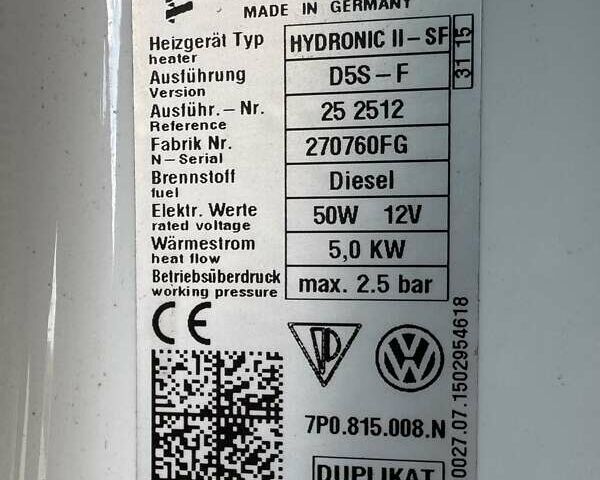 MADE IN GERMANY
Heizgerät Typ HYDRONIC II – SF
heater
31 15
Ausführung D5S – F
Version
Ausführ. – Nr. 25 2512
Reference
Fabrik Nr. 270760FG
N – Serial
Brennstoff Diesel
fuel
Elektr. Werte 50W 12V
rated voltage
Wärmestrom 5,0 KW
heat flow
Betriebsüberdruck max. 2.5 bar
working pressure
CE
7P0.815.008.N
DUPLIKAT
0027.07.1502954618